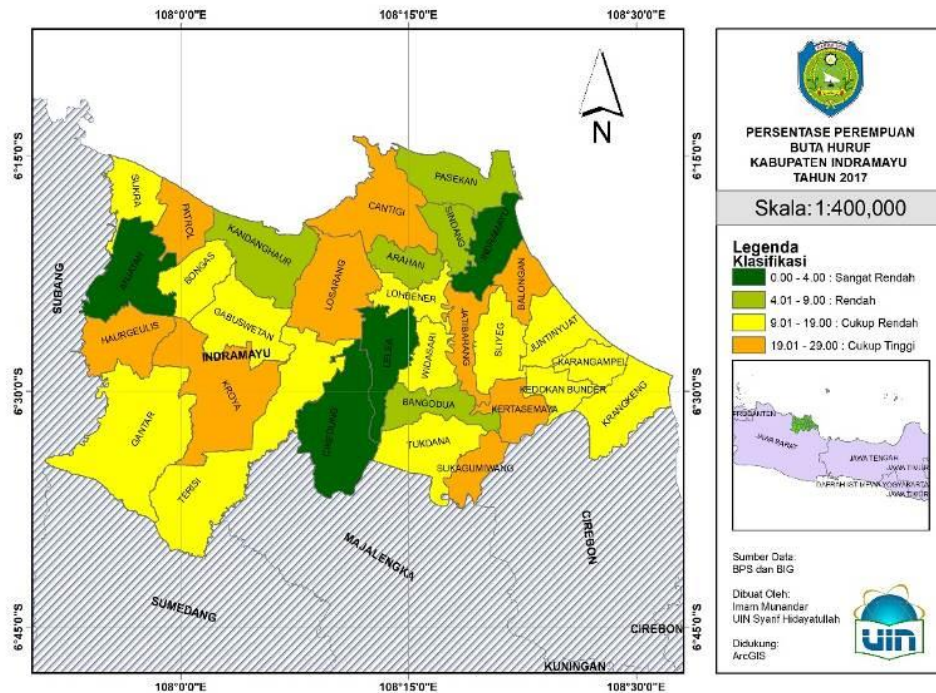 108°0'0"E 108°15'0"E 108°30'0"E
6°15'0"S
6°30'0"S
6°45'0"S
6°15'0"S
6°30'0"S
6°45'0"S
108°0'0"E 108°15'0"E 108°30'0"E
N
SUBANG
SUKRA
PATROL
KANDANGHAUR
BONGAS
HAURGEULIS
GABUSWETAN
INDRAMAYU
KROYA
GANTAR
TERISI
LOSARANG
CANTIGI
PASEKAN
SINDANG
INDRAMAYU
ARAHAN
LOHBENER
BALONGAN
LELEA
WIDASARI
JATIBARANG
SLIYEG
JUNTINYUAT
KARANGAMPEL
KEDOKAN BUNDER
KRANGKENG
BANGODUA
KERTASEMAYA
TUKDANA
SUKAGUMIWANG
MAJALENGKA
SUMEDANG
CIREBON
CIREBON
KUNINGAN
PERSENTASE PEREMPUAN
BUTA HURUF
KABUPATEN INDRAMAYU
TAHUN 2017
Skala: 1:400,000
Legenda
Klasifikasi
0.00 - 4.00 : Sangat Rendah
4.01 - 9.00 : Rendah
9.01 - 19.00 : Cukup Rendah
19.01 - 29.00 : Cukup Tinggi
JAWA BARAT
JAWA TENGAH
JAWA TIMUR
JAWA TIMUR
Sumber Data:
BPS dan BIG
Dibuat Oleh:
Imam Munandar
UIN Syarif Hidayatullah
Didukung:
ArcGIS
UIN